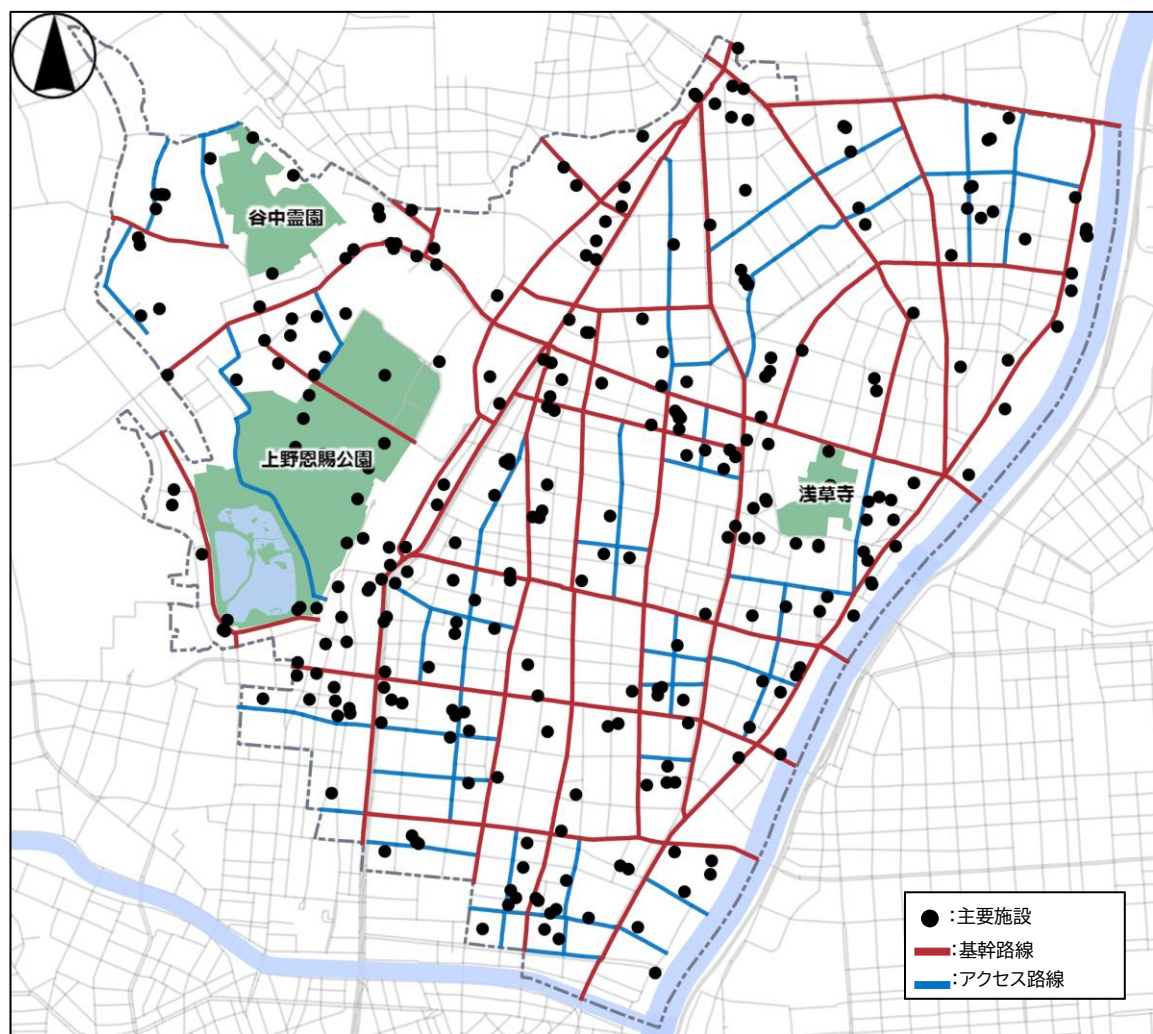 谷中霊園
上野恩賜公園
浅草寺
:主要施設
:基幹路線
:アクセス路線